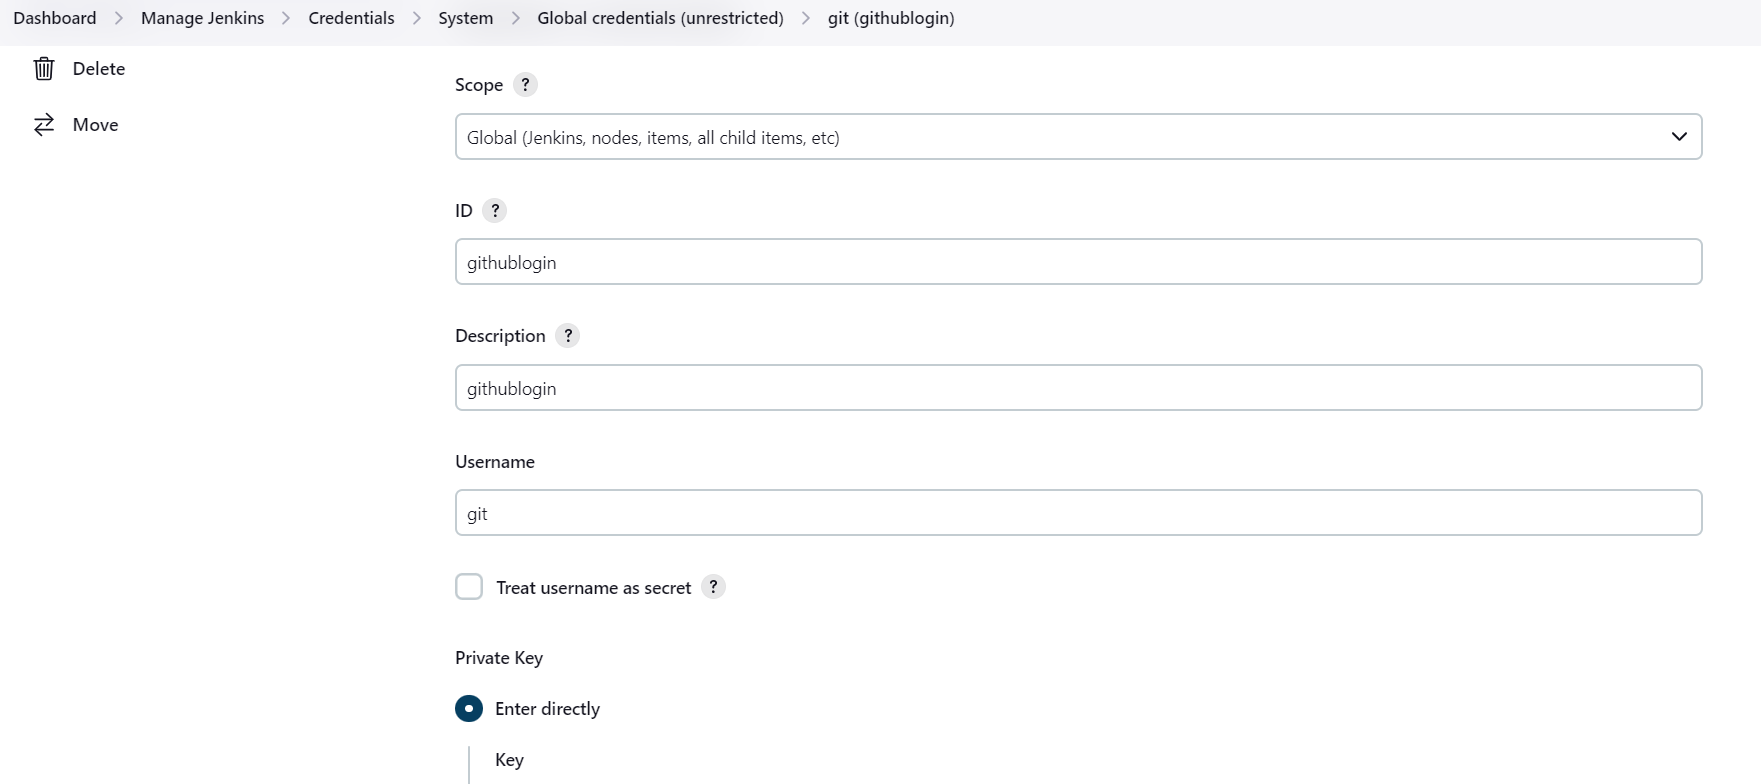 Dashboard > Manage Jenkins > Credentials > System > Global credentials (unrestricted) > git (githublogin)
Delete
Move
Scope ?
Global (Jenkins, nodes, items, all child items, etc)
ID ?
githublogin
Description ?
githublogin
Username
git
Treat username as secret ?
Private Key
Enter directly
Key